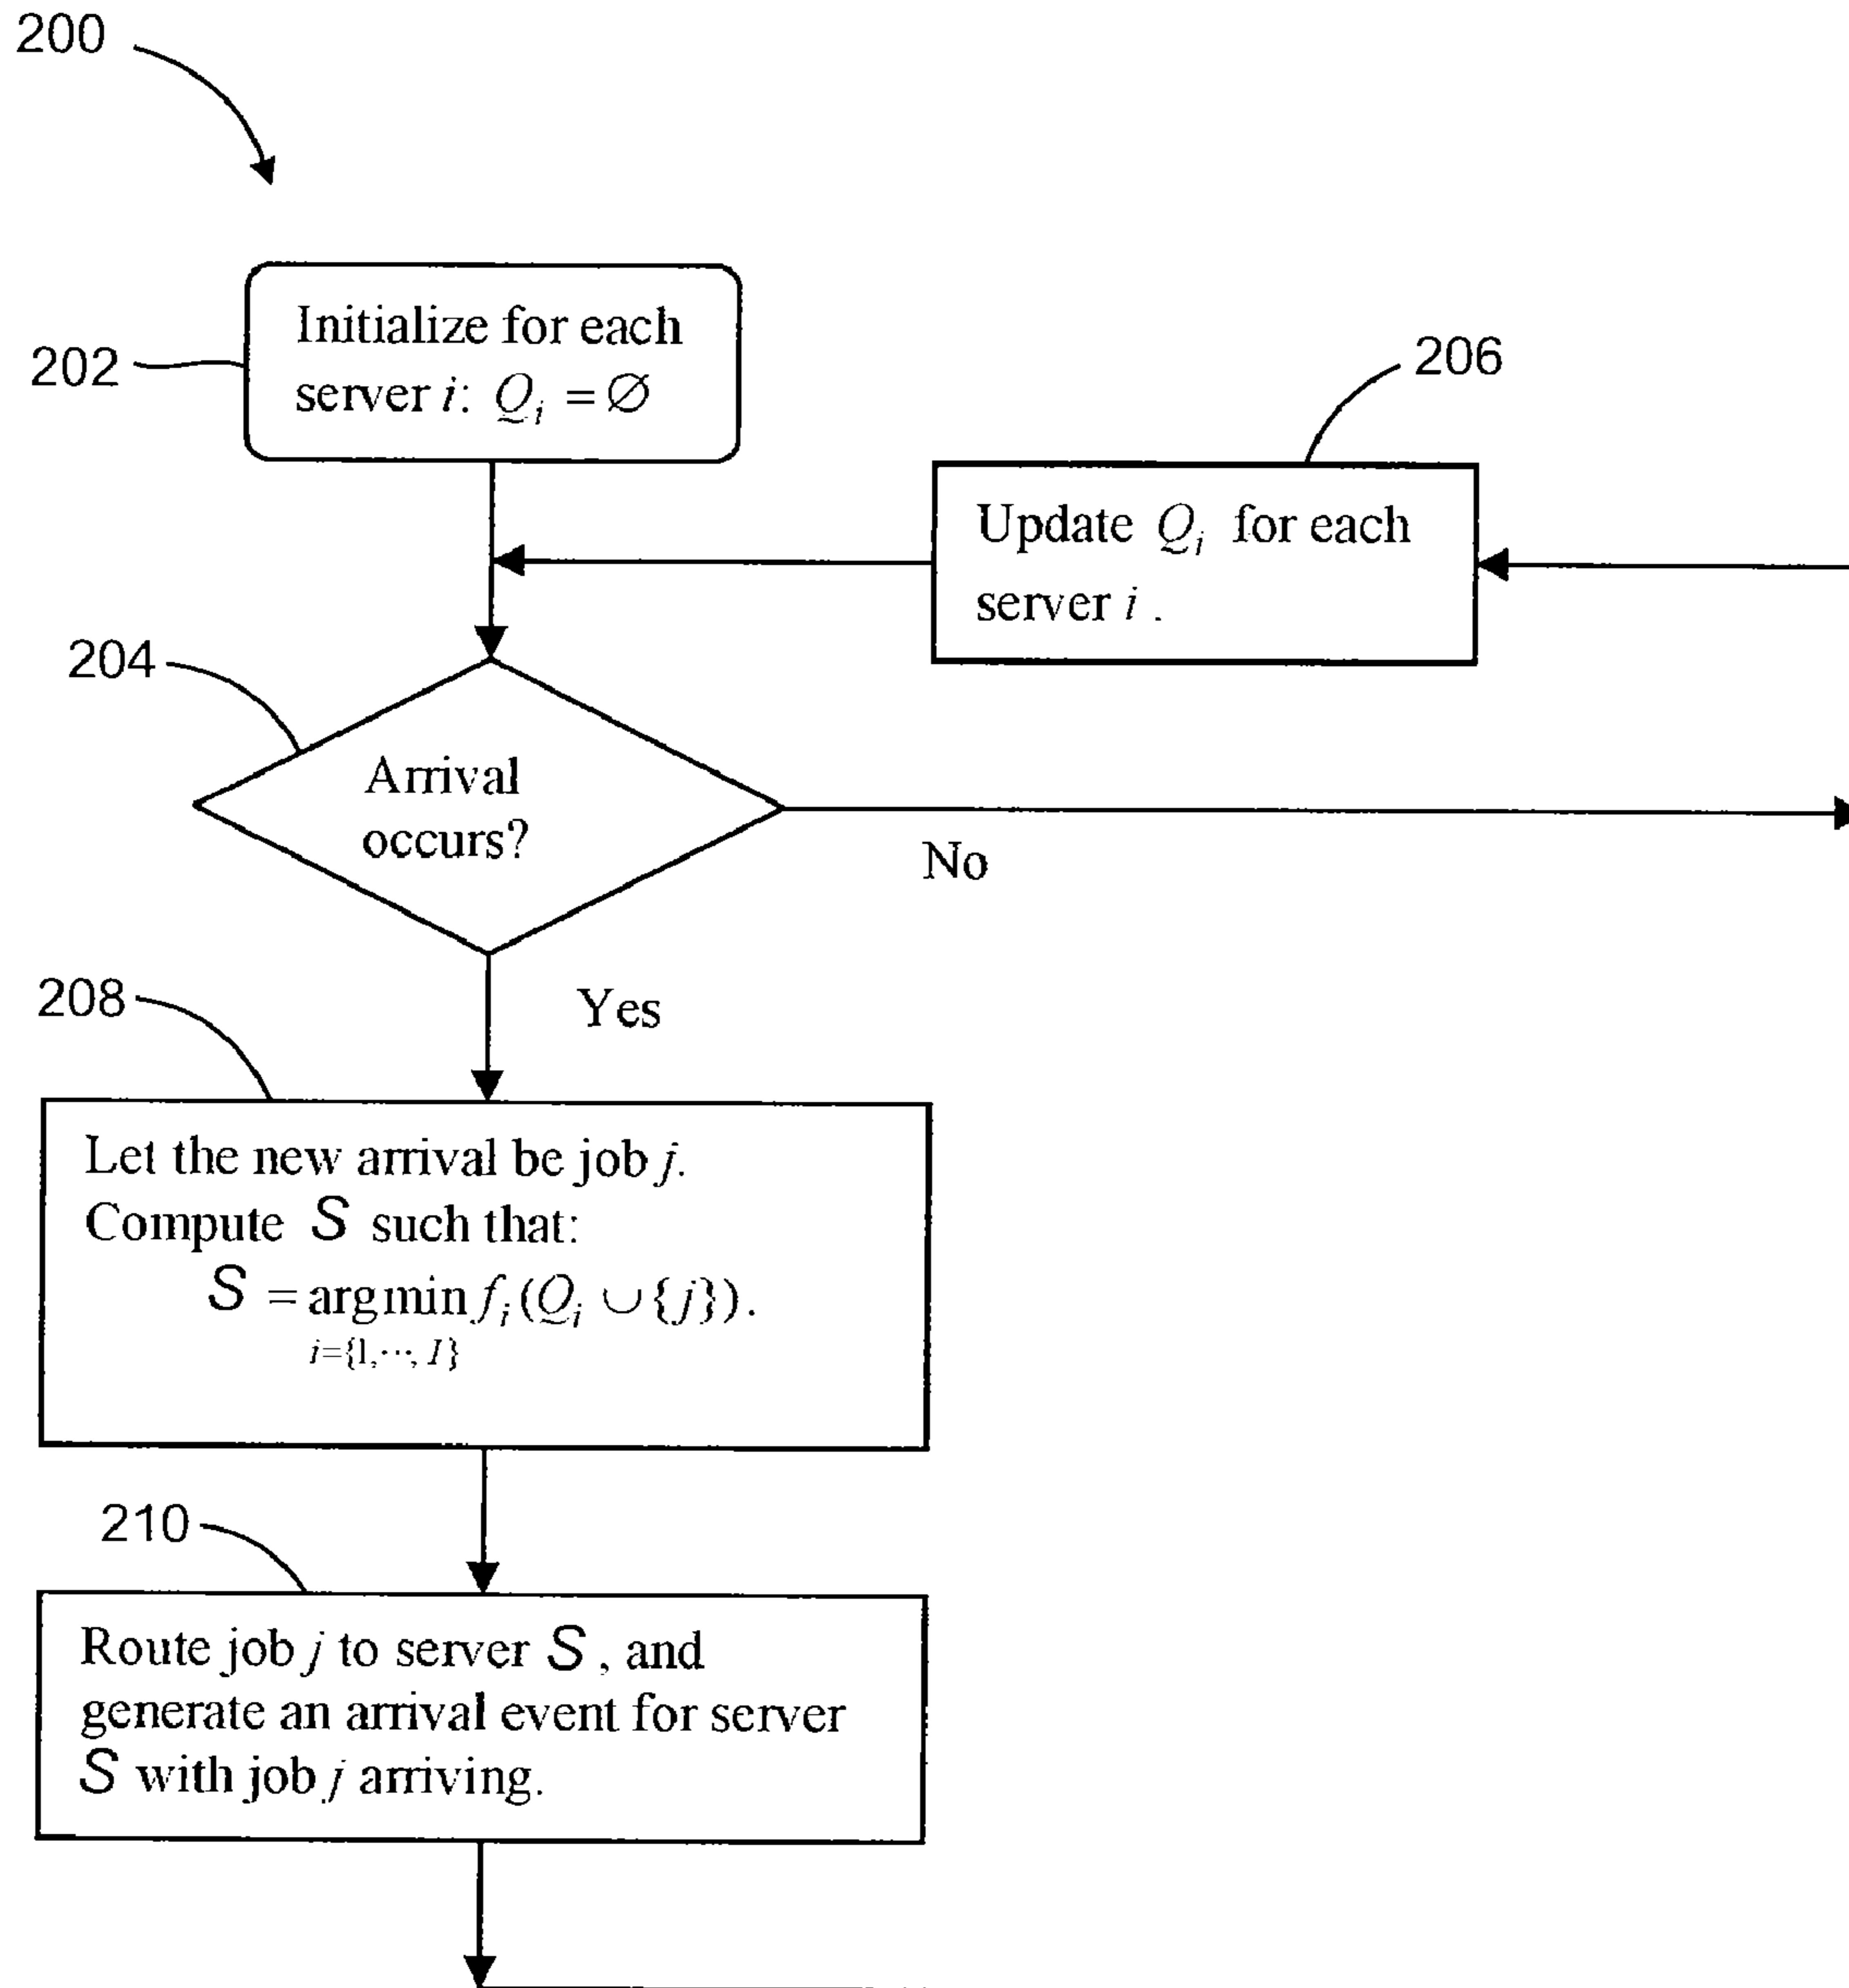 200
202
Initialize for each
server i: Q_i = ∅
206
Update Q_i for each
server i .
204
Arrival
occurs?
No
Yes
208
Let the new arrival be job j.
Compute S such that:
S = argmin f_i(Q_i ∪ {j}).
i={1,⋯, I}
210
Route job j to server S , and
generate an arrival event for server
S with job j arriving.